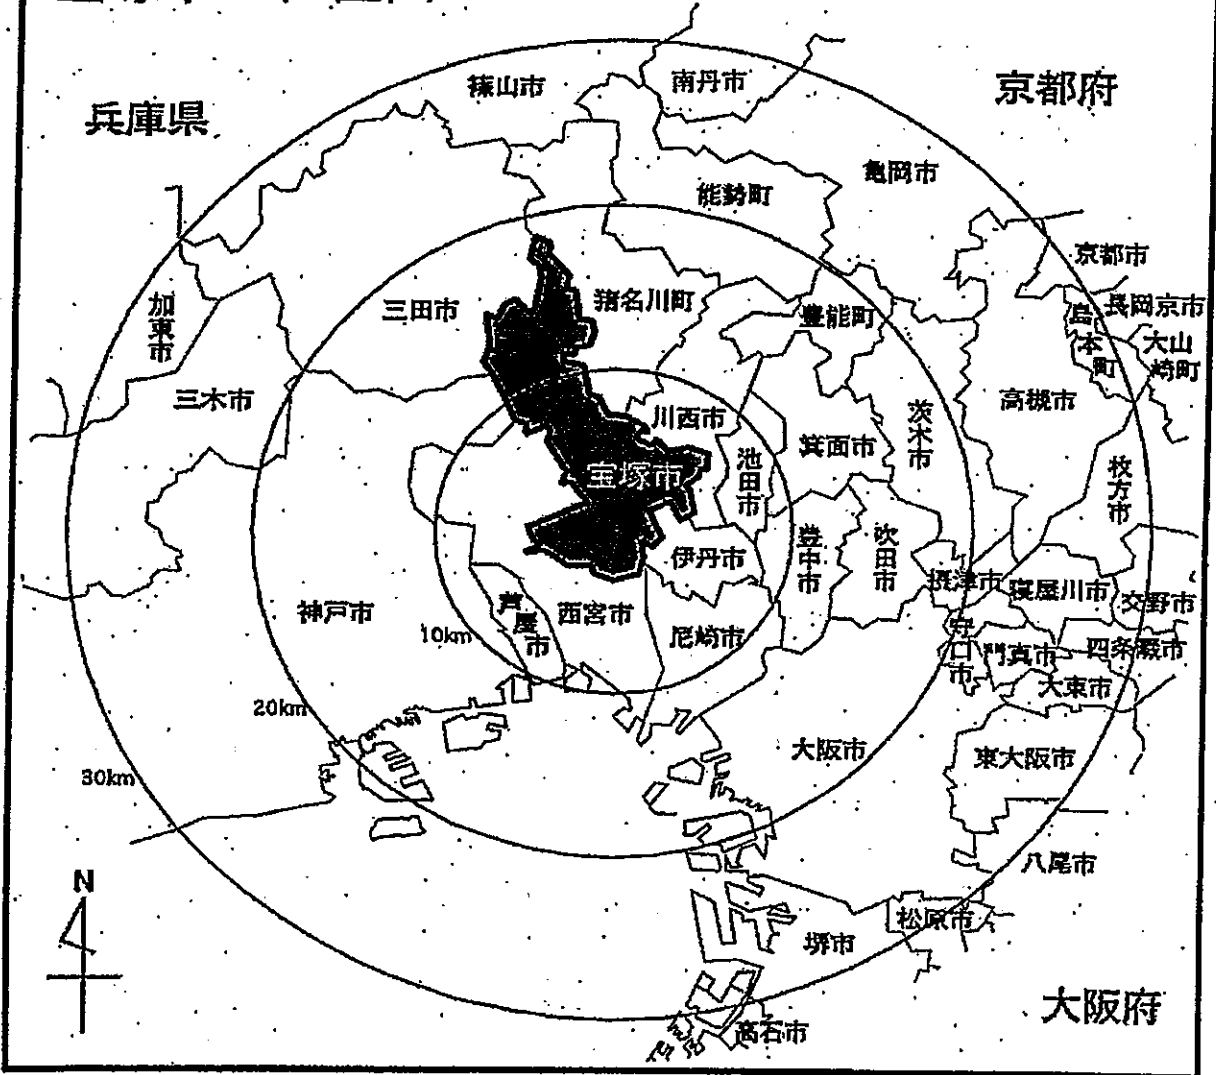 兵庫県
京都府
篠山市
南丹市
亀岡市
能勢町
京都市
加東市
三田市
猪名川町
豊能町
島本町
長岡京市
大山崎町
三木市
川西市
箕面市
茨木市
高槻市
宝塚市
池田市
枚方市
伊丹市
豊中市
吹田市
摂津市
寝屋川市
交野市
神戸市
芦屋市
西宮市
尼崎市
守口市
門真市
四条畷市
大東市
10km
20km
30km
大阪市
東大阪市
八尾市
N
堺市
松原市
高石市
大阪府